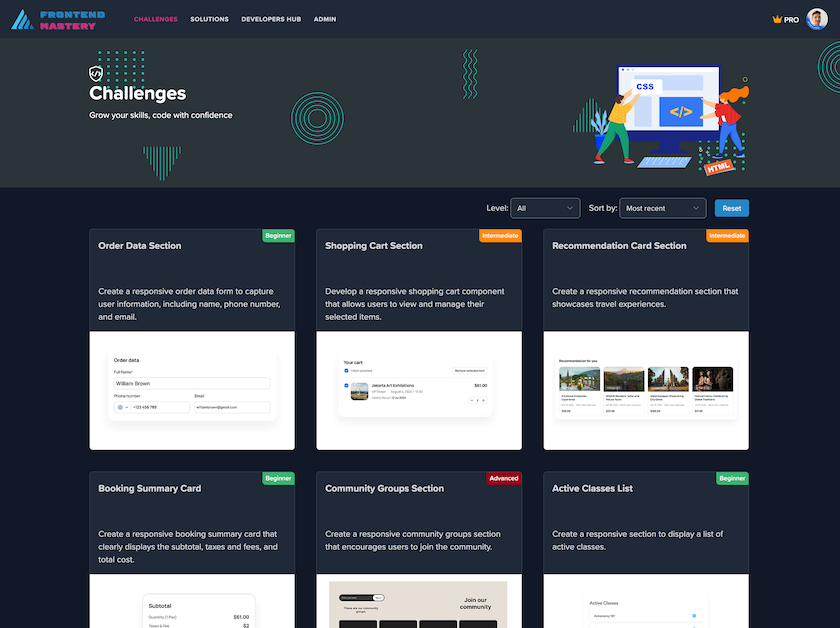 FRONTEND
MASTERY
CHALLENGES
SOLUTIONS
DEVELOPERS HUB
ADMIN
PRO
Challenges
Grow your skills, code with confidence
CSS
</>
HTML
Level:
All
Sort by:
Most recent
Reset
Beginner
Order Data Section
Create a responsive order data form to capture
user information, including name, phone number,
and email.
Order data
Full Name*
William Brown
Phone number
Email
+123 456 789
williambrown@gmail.com
Intermediate
Shopping Cart Section
Develop a responsive shopping cart component
that allows users to view and manage their
selected items.
Your cart
Remove selected item
Jakarta Art Exhibitions
$61.00
1
Intermediate
Recommendation Card Section
Create a responsive recommendation section that
showcases travel experiences.
Recommendation for you
Beginner
Booking Summary Card
Create a responsive booking summary card that
clearly displays the subtotal, taxes and fees, and
total cost.
Subtotal
Quantity (1 Pax)
$61.00
Taxes & Fee
$2
Advanced
Community Groups Section
Create a responsive community groups section
that encourages users to join the community.
These are our community
groups
Join our
community
Beginner
Active Classes List
Create a responsive section to display a list of
active classes.
Active Classes
Astronomy 101